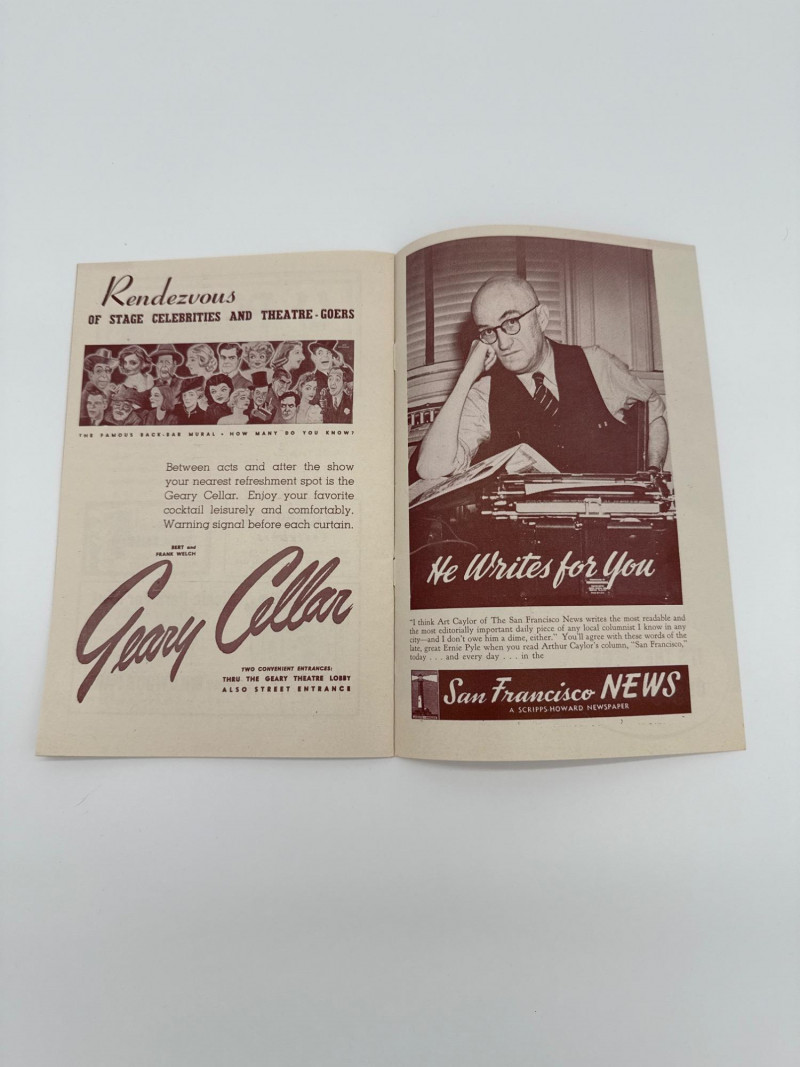 Rendezvous
OF STAGE CELEBRITIES AND THEATRE-GOERS
THE FAMOUS BACK-BAR MURAL • HOW MANY DO YOU KNOW?
Between acts and after the show
your nearest refreshment spot is the
Geary Cellar. Enjoy your favorite
cocktail leisurely and comfortably.
Warning signal before each curtain.
BERT and
FRANK WELCH
Geary Cellar
TWO CONVENIENT ENTRANCES:
THRU THE GEARY THEATRE LOBBY
ALSO STREET ENTRANCE
He Writes for You
"I think Art Caylor of The San Francisco News writes the most readable and
the most editorially important daily piece of any local columnist I know in any
city—and I don't owe him a dime, either." You'll agree with these words of the
late, great Ernie Pyle when you read Arthur Caylor's column, "San Francisco,"
today . . . and every day . . . in the
San Francisco NEWS
A SCRIPPS-HOWARD NEWSPAPER